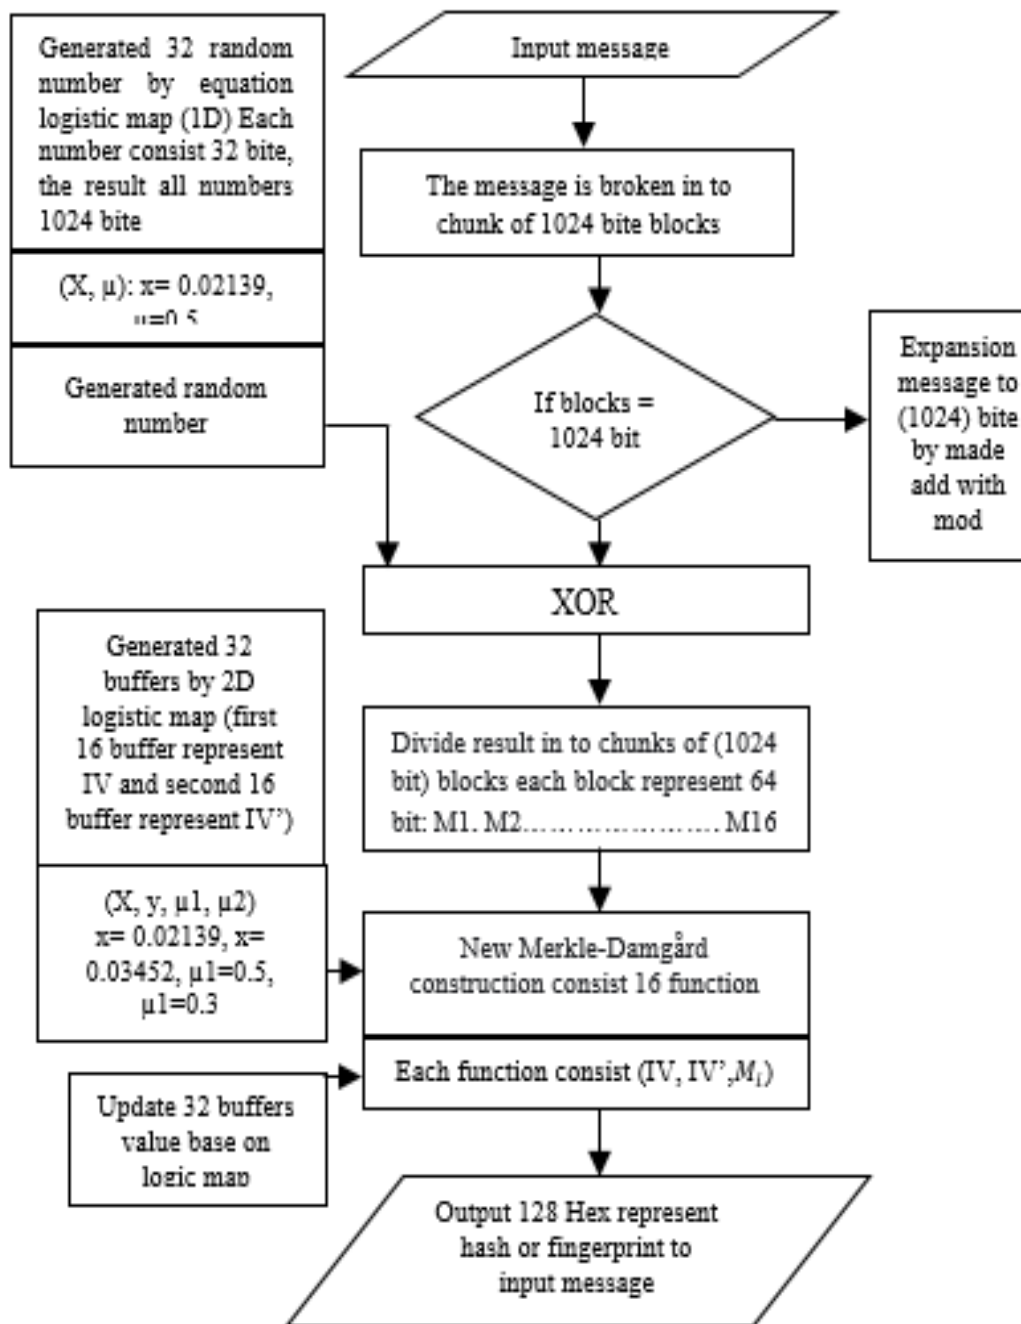 Generated 32 random
number by equation
logistic map (1D) Each
number consist 32 bite,
the result all numbers
1024 bite
(X, µ): x= 0.02139,
µ=0.5
Generated random
number
Input message
The message is broken in to
chunk of 1024 bite blocks
If blocks =
1024 bit
Expansion
message to
(1024) bite
by made
add with
mod
XOR
Generated 32
buffers by 2D
logistic map (first
16 buffer represent
IV and second 16
buffer represent IV’)
(X, y, µ1, µ2)
x= 0.02139, x=
0.03452, µ1=0.5,
µ1=0.3
Update 32 buffers
value base on
logic map
Divide result in to chunks of (1024
bit) blocks each block represent 64
bit: M1. M2…………………. M16
New Merkle-Damgård
construction consist 16 function
Each function consist (IV, IV’,Mᵢ)
Output 128 Hex represent
hash or fingerprint to
input message